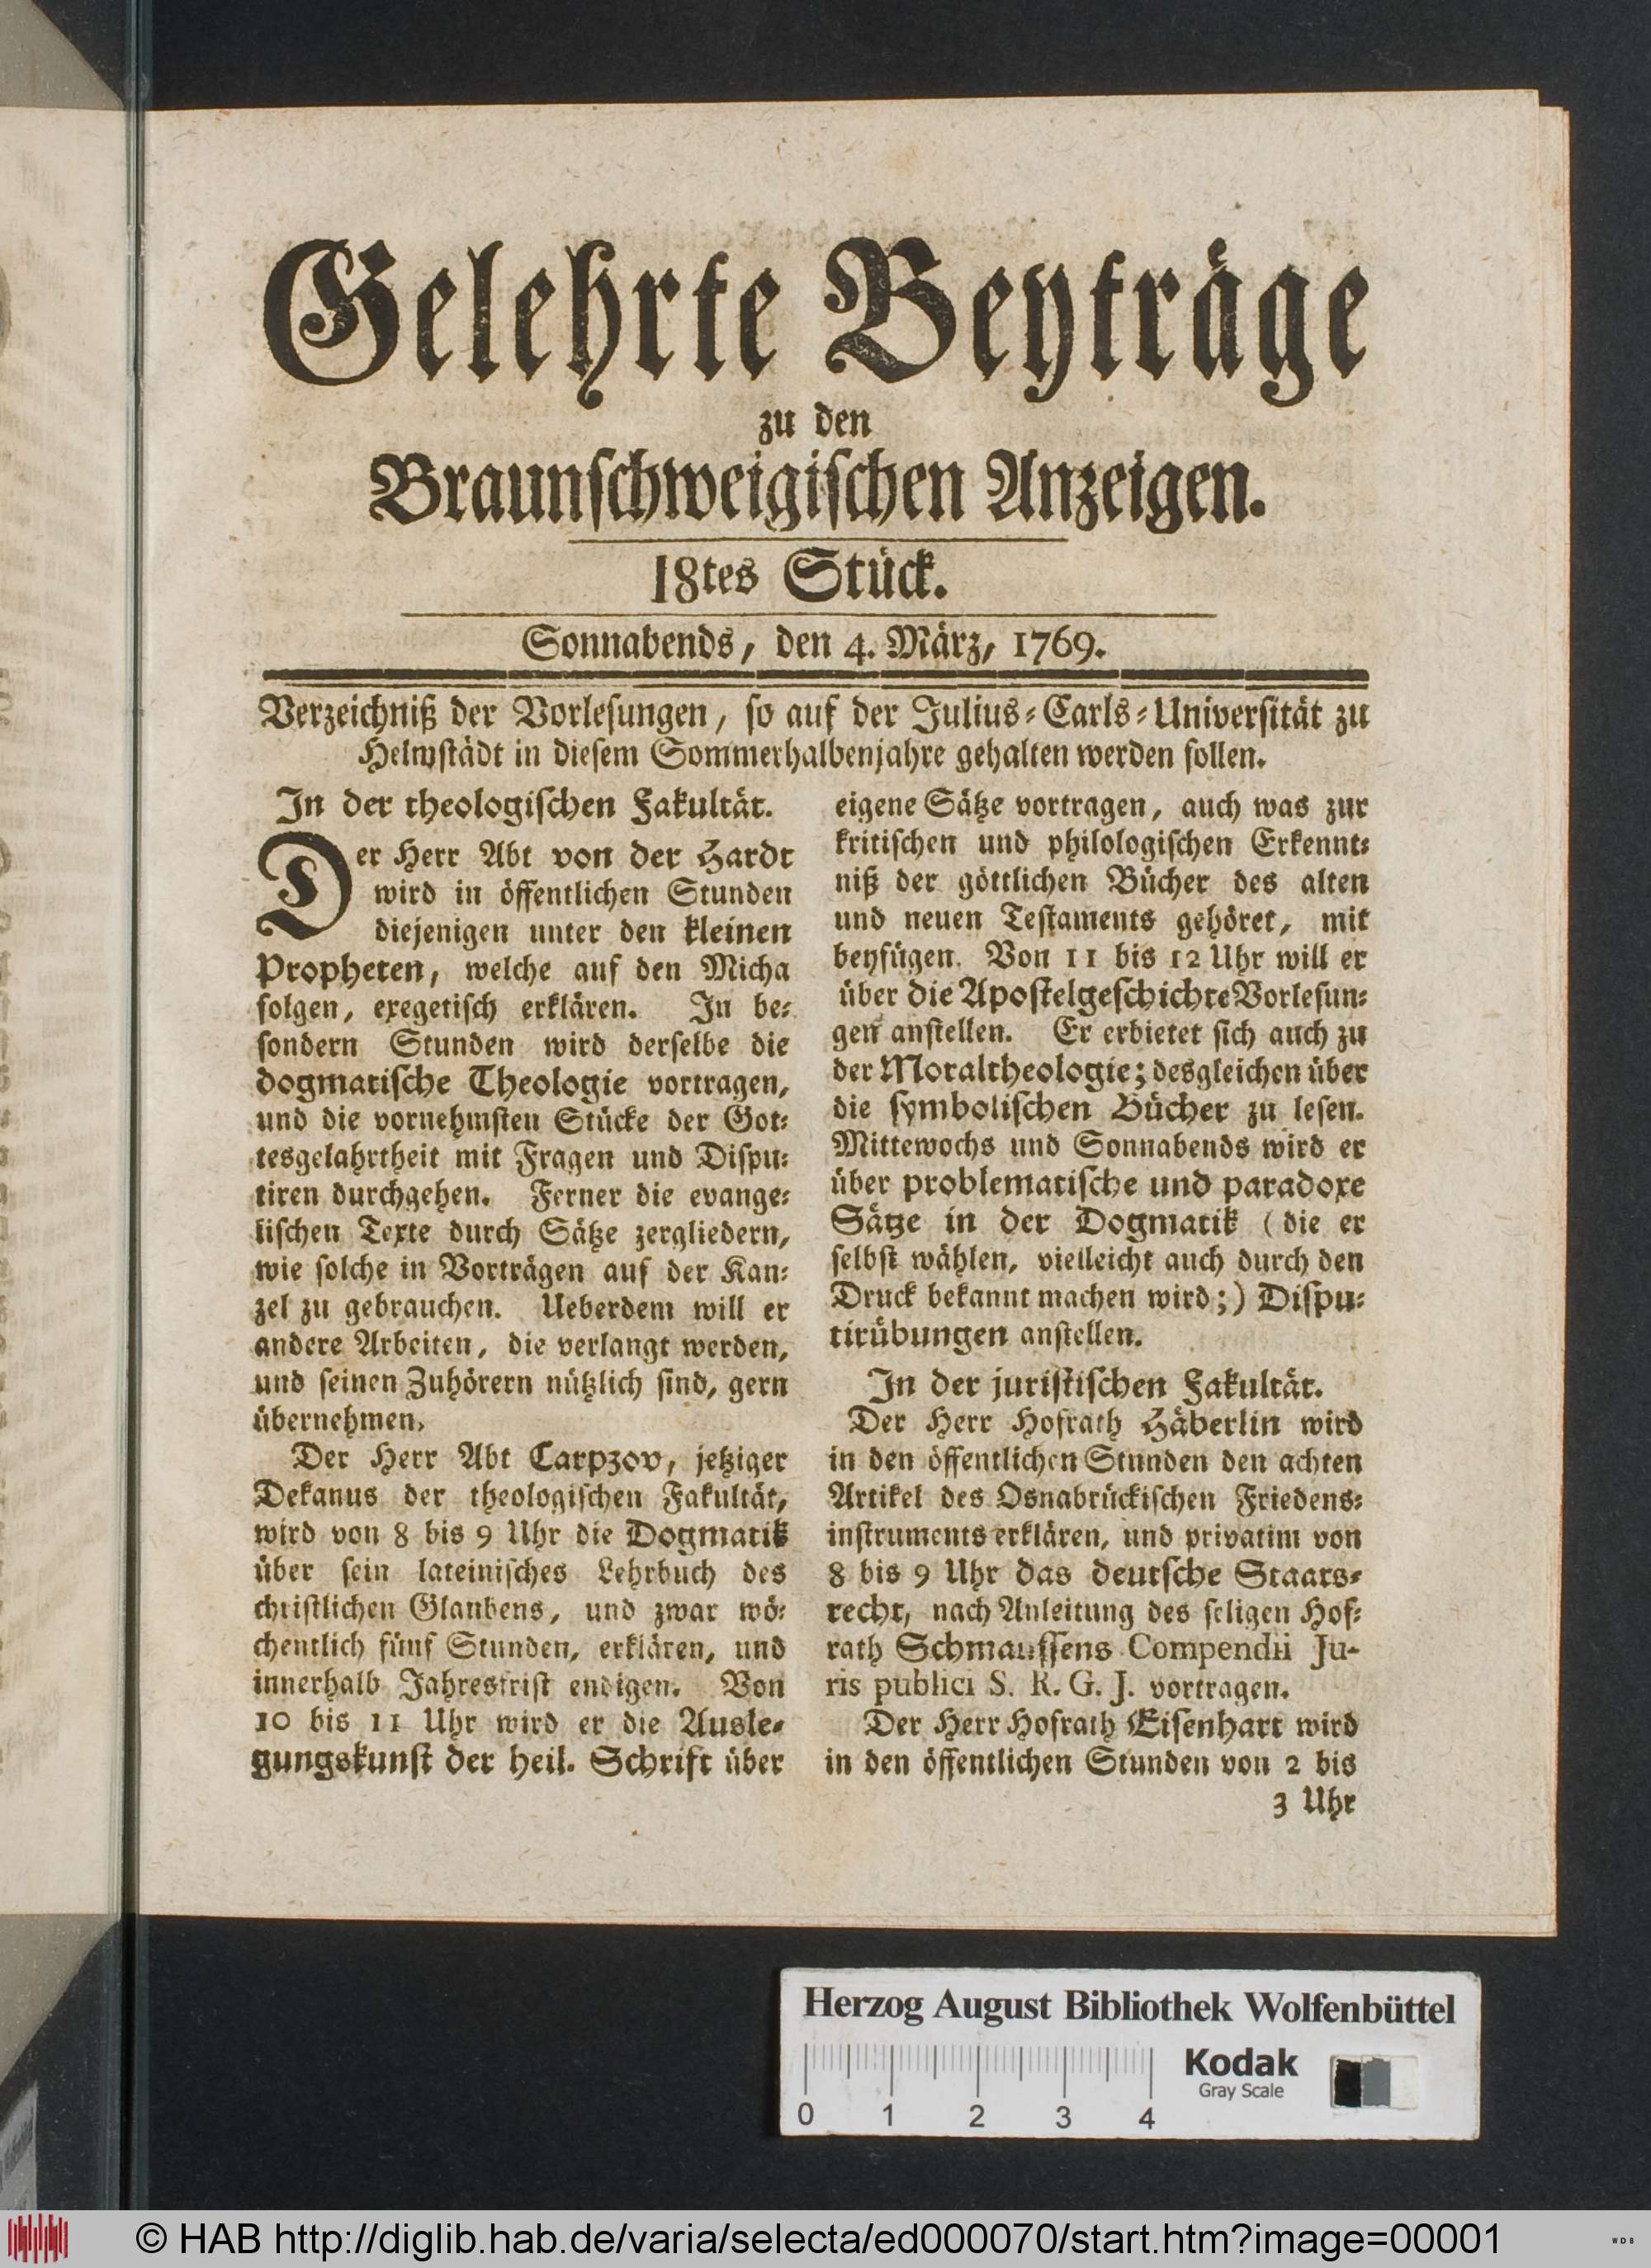 Gelehrte Beyträge
zu den
Braunſchweigiſchen Anzeigen.
18tes Stück.
Sonnabends, den 4. März, 1769.
Verzeichniß der Vorleſungen, ſo auf der Julius⸗Carls⸗Univerſität zu
Helmſtädt in dieſem Sommerhalbenjahre gehalten werden ſollen.
In der theologiſchen Fakultät.
Der Herr Abt von der Hardt
wird in öffentlichen Stunden
diejenigen unter den kleinen
Propheten, welche auf den Micha
folgen, exegetiſch erklären. In be⸗
ſondern Stunden wird derſelbe die
dogmatiſche Theologie vortragen,
und die vornehmſten Stücke der Got⸗
tesgelahrtheit mit Fragen und Diſpu⸗
tiren durchgehen. Ferner die evange⸗
liſchen Texte durch Sätze zergliedern,
wie ſolche in Vorträgen auf der Kan⸗
zel zu gebrauchen. Ueberdem will er
andere Arbeiten, die verlangt werden,
und ſeinen Zuhörern nützlich ſind, gern
übernehmen.
Der Herr Abt Carpzov, jetziger
Dekanus der theologiſchen Fakultät,
wird von 8 bis 9 Uhr die Dogmatik
über ſein lateiniſches Lehrbuch des
chriſtlichen Glaubens, und zwar wö⸗
chentlich fünf Stunden, erklären, und
innerhalb Jahresfriſt endigen. Von
10 bis 11 Uhr wird er die Ausle⸗
gungskunſt der heil. Schrift über
eigene Sätze vortragen, auch was zur
kritiſchen und philologiſchen Erkennt⸗
niß der göttlichen Bücher des alten
und neuen Teſtaments gehöret, mit
beyfügen. Von 11 bis 12 Uhr will er
über die Apoſtelgeſchichte Vorleſun⸗
gen anſtellen. Er erbietet ſich auch zu
der Moraltheologie; desgleichen über
die ſymboliſchen Bücher zu leſen.
Mittewochs und Sonnabends wird er
über problematiſche und paradoxe
Sätze in der Dogmatik (die er
ſelbſt wählen, vielleicht auch durch den
Druck bekannt machen wird;) Diſpu⸗
tirübungen anſtellen.
In der juriſtiſchen Fakultät.
Der Herr Hofrath Häberlin wird
in den öffentlichen Stunden den achten
Artikel des Osnabrückiſchen Friedens⸗
inſtruments erklären, und privatim von
8 bis 9 Uhr das deutſche Staats⸗
recht, nach Anleitung des ſeligen Hof⸗
rath Schmauſſens Compendii Ju-
ris publici S. R. G. J. vortragen.
Der Herr Hofrath Eiſenhart wird
in den öffentlichen Stunden von 2 bis
3 Uhr
Herzog August Bibliothek Wolfenbüttel
Kodak
Gray Scale
0 1 2 3 4
© HAB http://diglib.hab.de/varia/selecta/ed000070/start.htm?image=00001
WDB